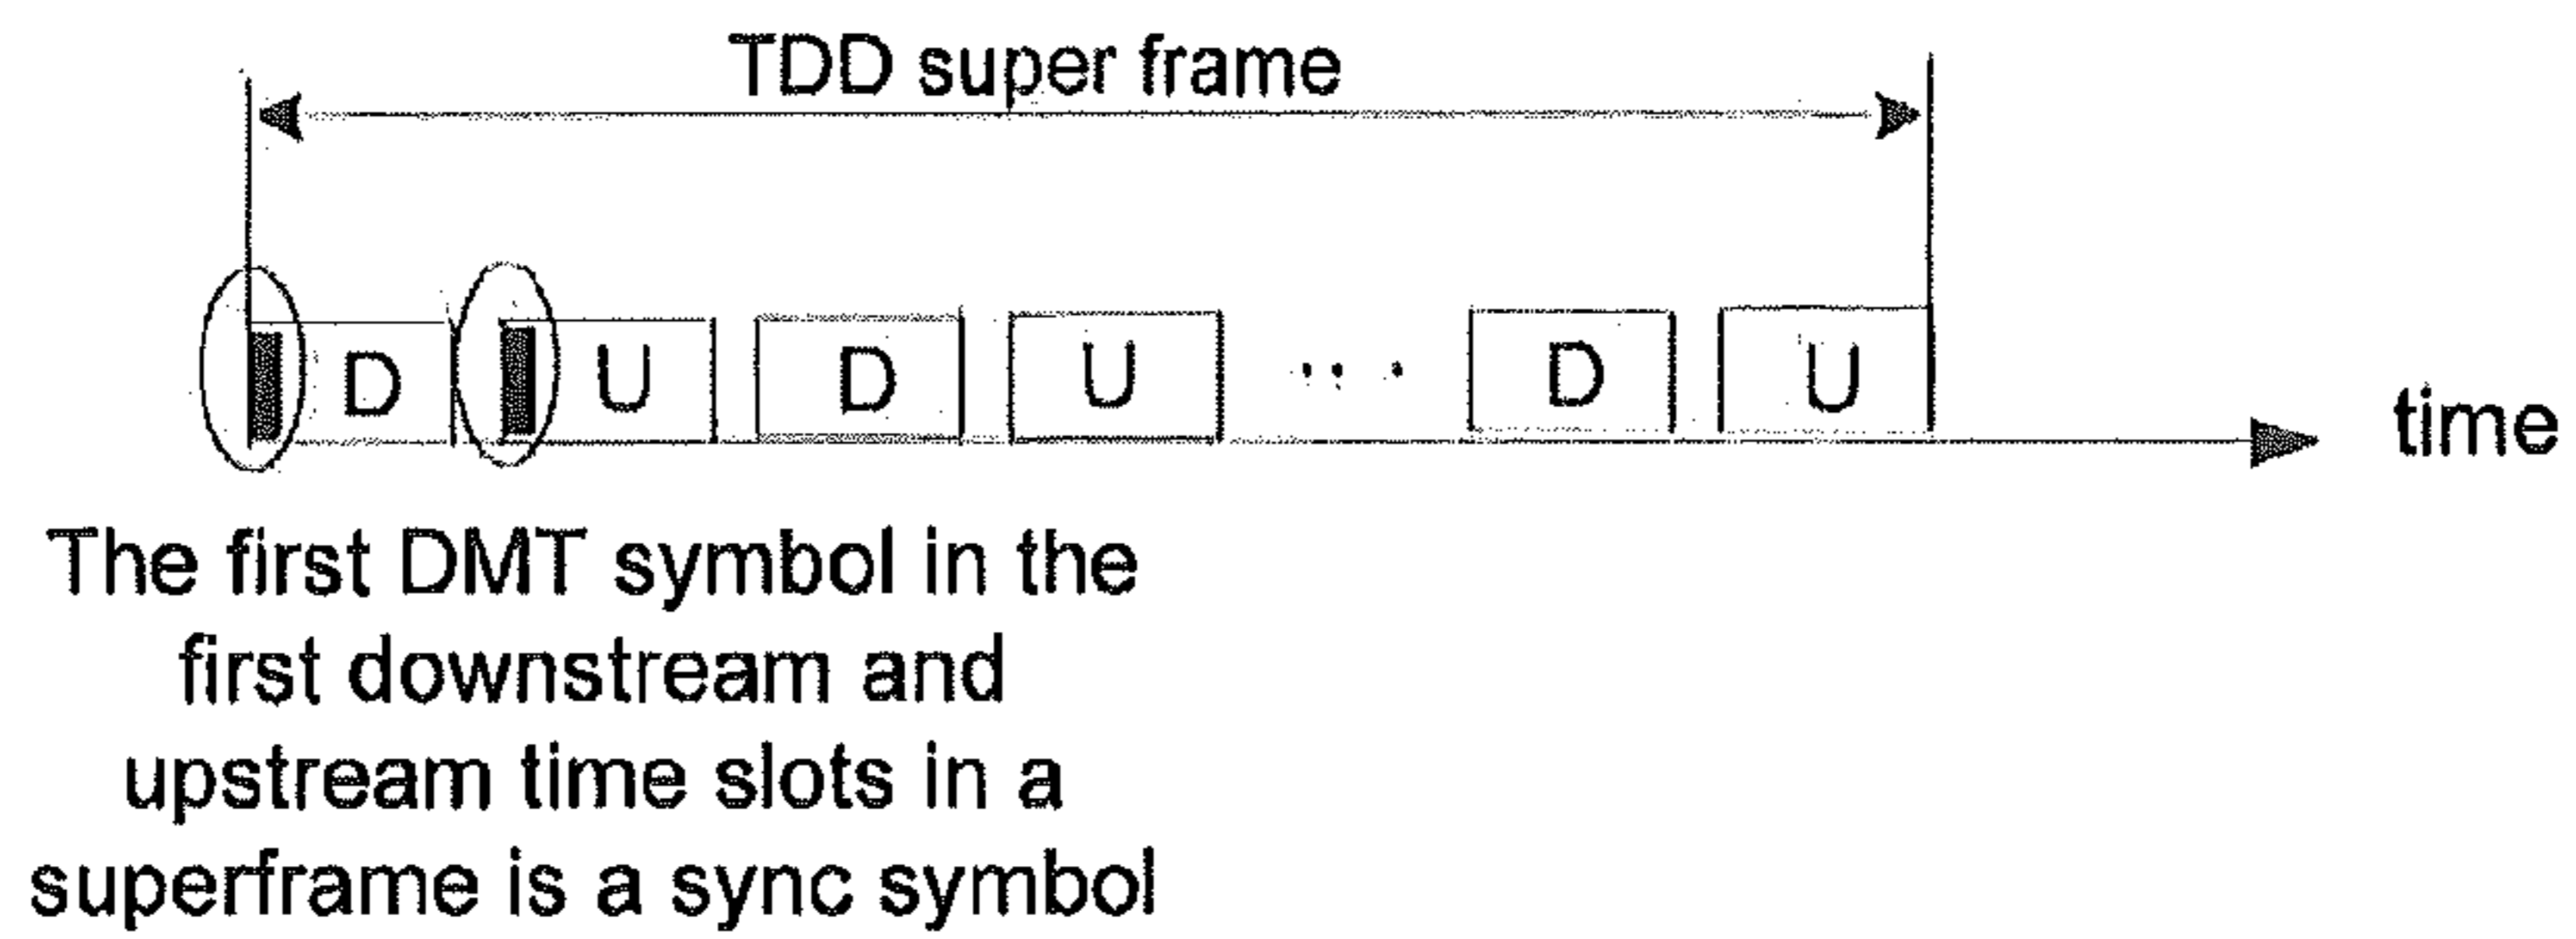 TDD super frame
D U D U ... D U
time
The first DMT symbol in the
first downstream and
upstream time slots in a
superframe is a sync symbol